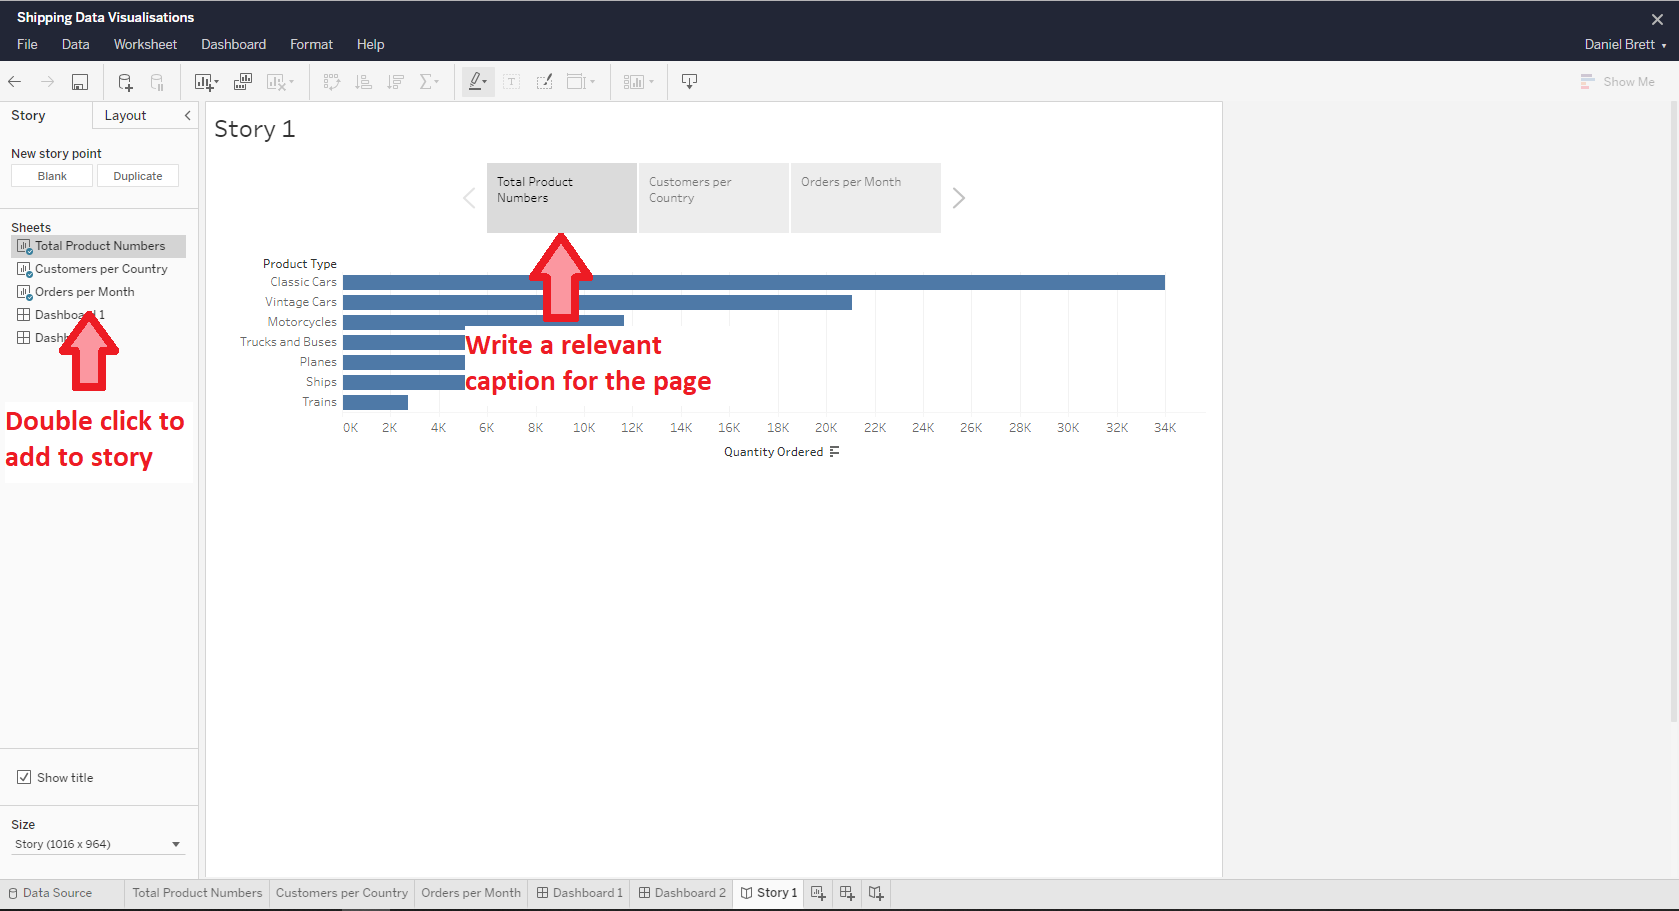 Shipping Data Visualisations
File Data Worksheet Dashboard Format Help
Daniel Brett
Show Me
Story Layout
New story point
Blank Duplicate
Sheets
Total Product Numbers
Customers per Country
Orders per Month
Double click to
add to story
Show title
Size
Story (1016 x 964)
Story 1
Total Product
Numbers
Customers per
Country
Orders per Month
Product Type
Classic Cars
Vintage Cars
Motorcycles
Trucks and Buses
Planes
Ships
Trains
Write a relevant
caption for the page
0K 2K 4K 6K 8K 10K 12K 14K 16K 18K 20K 22K 24K 26K 28K 30K 32K 34K
Quantity Ordered
Data Source Total Product Numbers Customers per Country Orders per Month Dashboard 1 Dashboard 2 Story 1